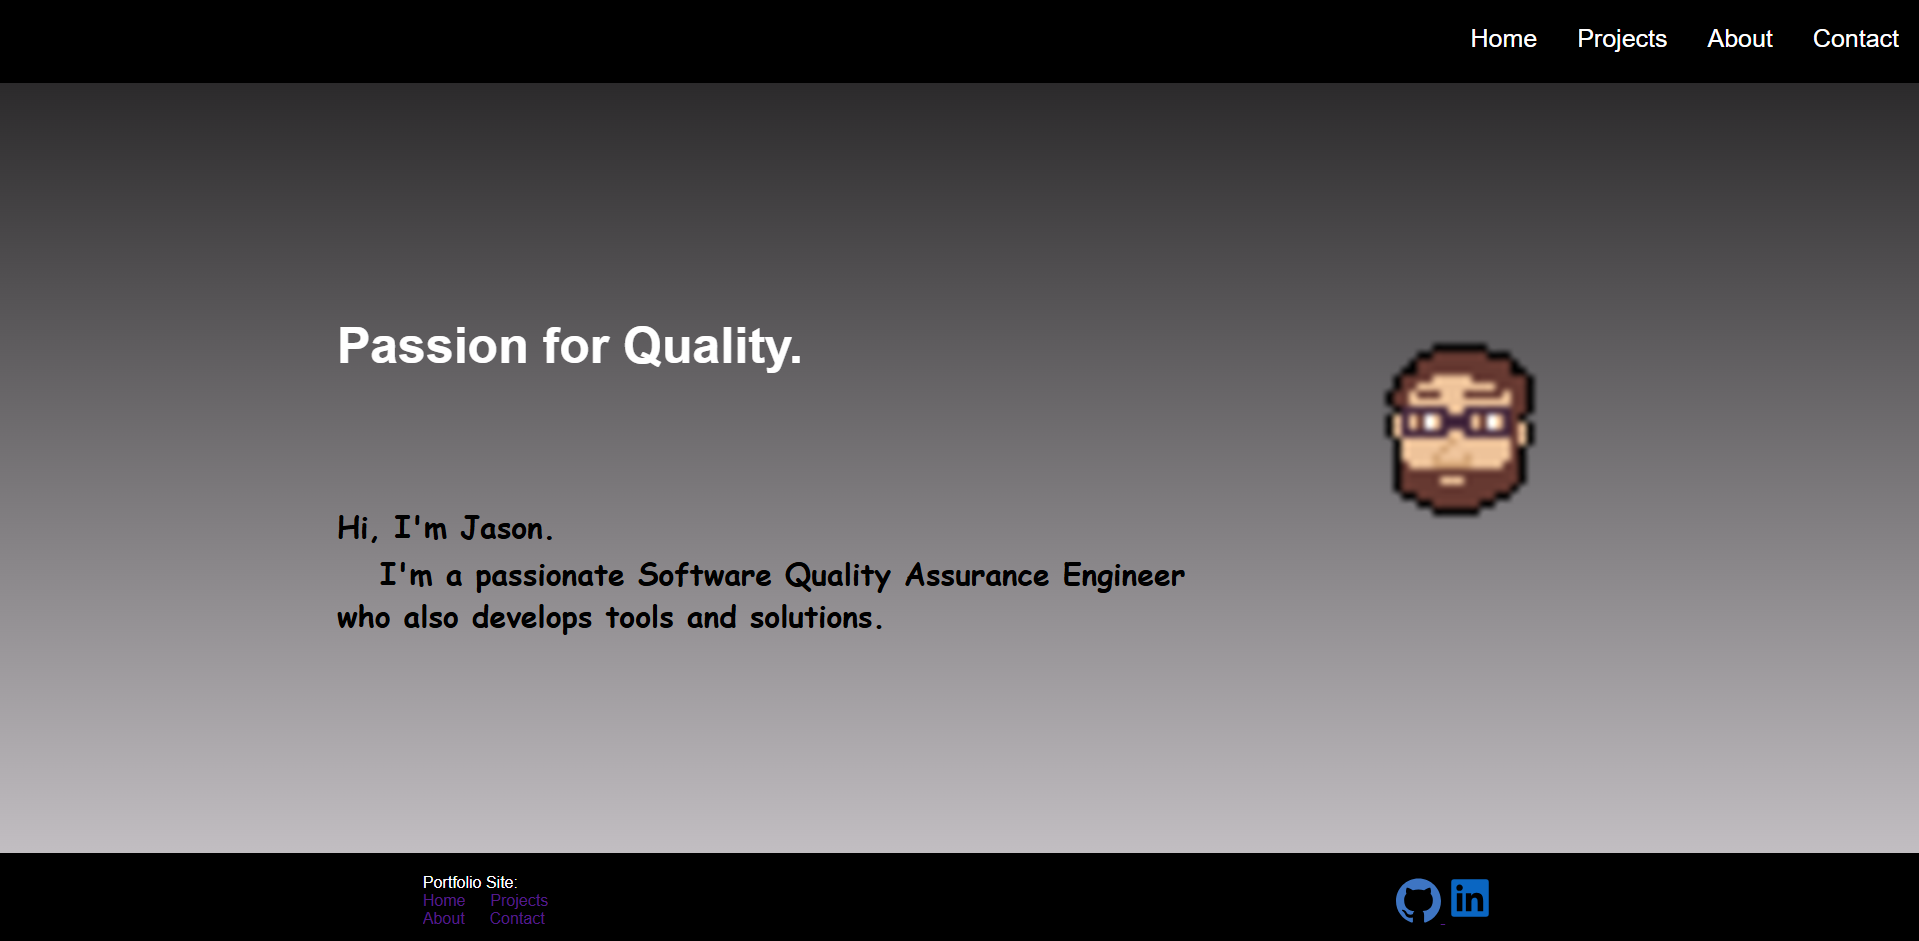 Home Projects About Contact
Passion for Quality.
Hi, I'm Jason.
I'm a passionate Software Quality Assurance Engineer
who also develops tools and solutions.
Portfolio Site:
Home Projects
About Contact
in